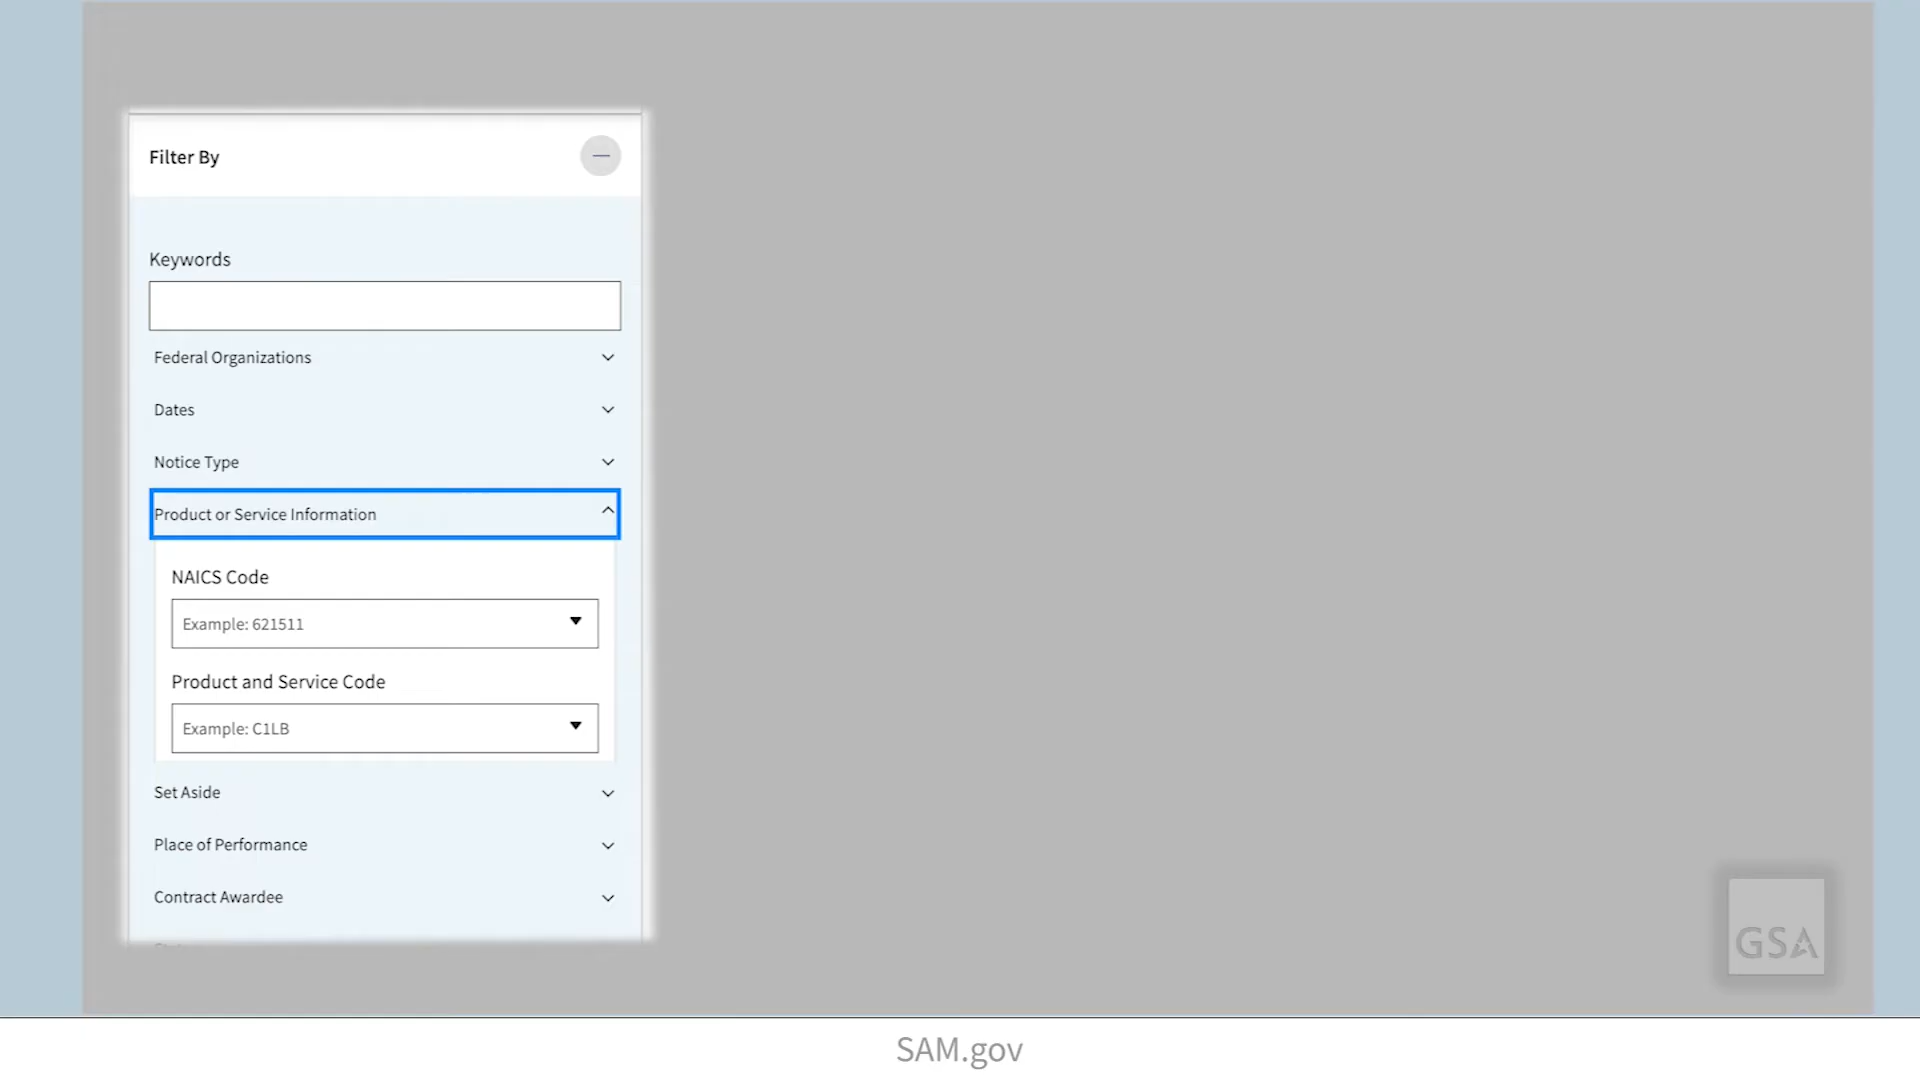 Filter By
Keywords
Federal Organizations
Dates
Notice Type
Product or Service Information
NAICS Code
Example: 621511
Product and Service Code
Example: C1LB
Set Aside
Place of Performance
Contract Awardee
GSA
SAM.gov